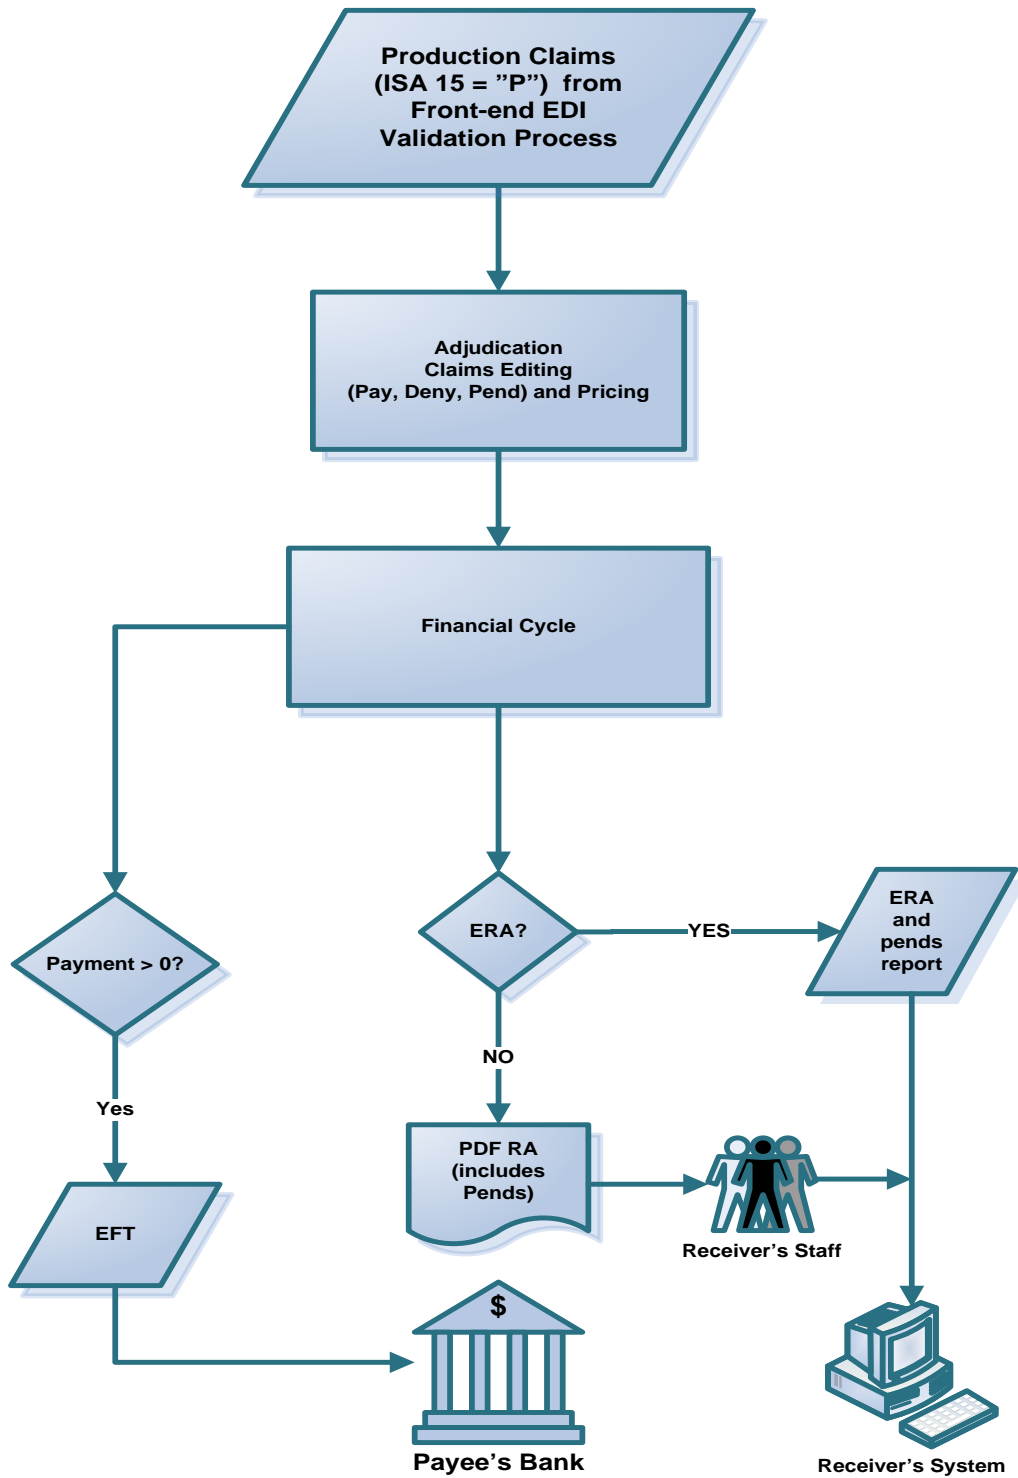 Production Claims
(ISA 15 = ”P”) from
Front-end EDI
Validation Process
Adjudication
Claims Editing
(Pay, Deny, Pend) and Pricing
Financial Cycle
Payment > 0?
ERA?
YES
ERA
and
pends
report
NO
Yes
PDF RA
(includes
Pends)
EFT
Receiver’s Staff
$
Payee’s Bank
Receiver’s System